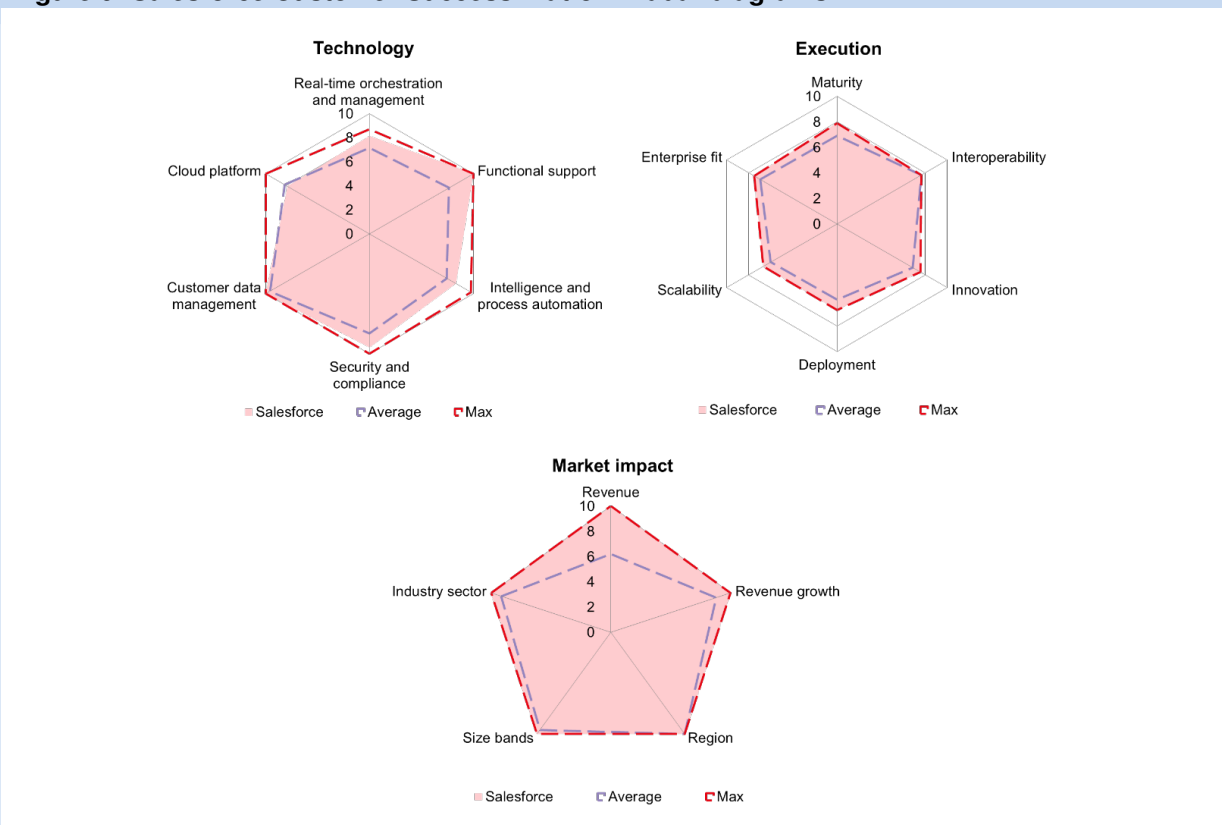 Technology
Real-time orchestration
and management
10
8
6
4
2
0
Cloud platform
Functional support
Customer data
management
Intelligence and
process automation
Security and
compliance
Salesforce Average Max
Execution
Maturity
10
8
6
4
2
0
Enterprise fit
Interoperability
Scalability
Innovation
Deployment
Salesforce Average Max
Market impact
Revenue
10
8
6
4
2
0
Industry sector
Revenue growth
Size bands
Region
Salesforce Average Max